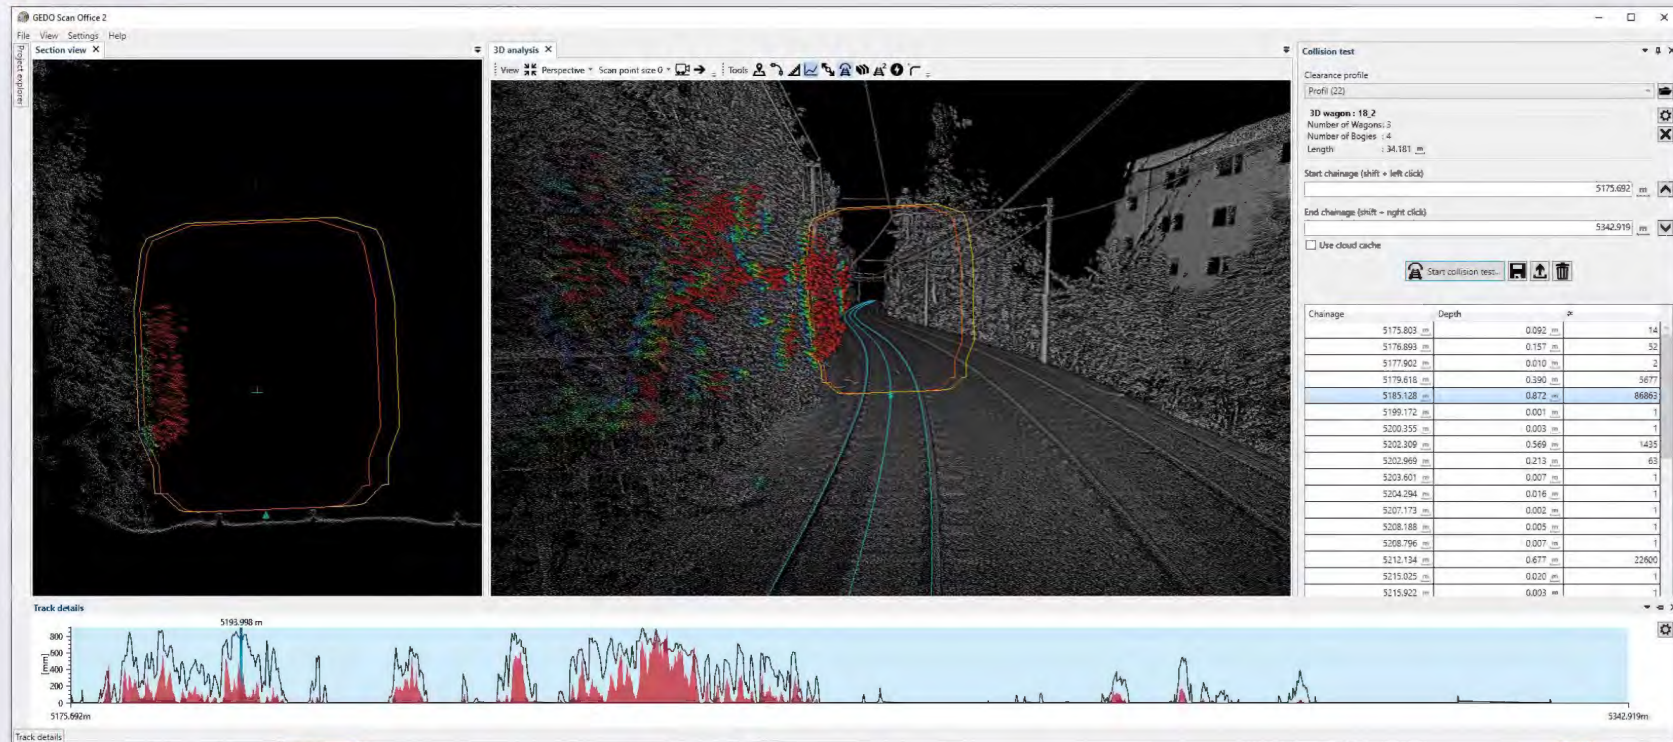 GEDO Scan Office 2
File View Settings Help
Project explorer
Section view
3D analysis
View Perspective Scan point size 0 Tools
Collision test
Clearance profile
Profil (22)
3D wagon : 18_2
Number of Wagons: 3
Number of Bogies : 4
Length : 34.181 m
Start chainage (shift + left click)
5175.692 m
End chainage (shift + right click)
5342.919 m
Use cloud cache
Start collision test...
Chainage Depth
5175.803 m 0.092 m 14
5176.893 m 0.157 m 52
5177.902 m 0.010 m 2
5179.618 m 0.390 m 5677
5185.128 m 0.872 m 86863
5199.172 m 0.001 m 1
5200.355 m 0.003 m 1
5202.309 m 0.569 m 1435
5202.969 m 0.213 m 63
5203.601 m 0.007 m 1
5204.294 m 0.016 m 1
5207.173 m 0.002 m 1
5208.188 m 0.005 m 1
5208.796 m 0.007 m 1
5212.134 m 0.677 m 22600
5215.025 m 0.020 m 1
5215.922 m 0.003 m 1
Track details
5193.998 m
800
600
400
200
0
[mm]
5175.692m
5342.919m
Track details